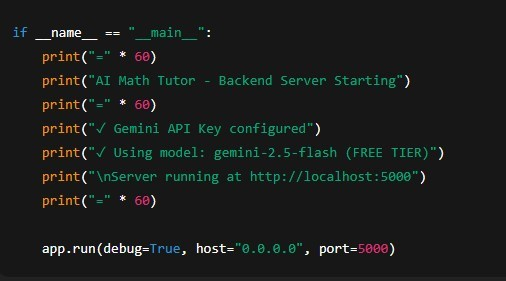 if __name__ == "__main__":
    print("=" * 60)
    print("AI Math Tutor - Backend Server Starting")
    print("=" * 60)
    print("✓ Gemini API Key configured")
    print("✓ Using model: gemini-2.5-flash (FREE TIER)")
    print("\nServer running at http://localhost:5000")
    print("=" * 60)
    app.run(debug=True, host="0.0.0.0", port=5000)